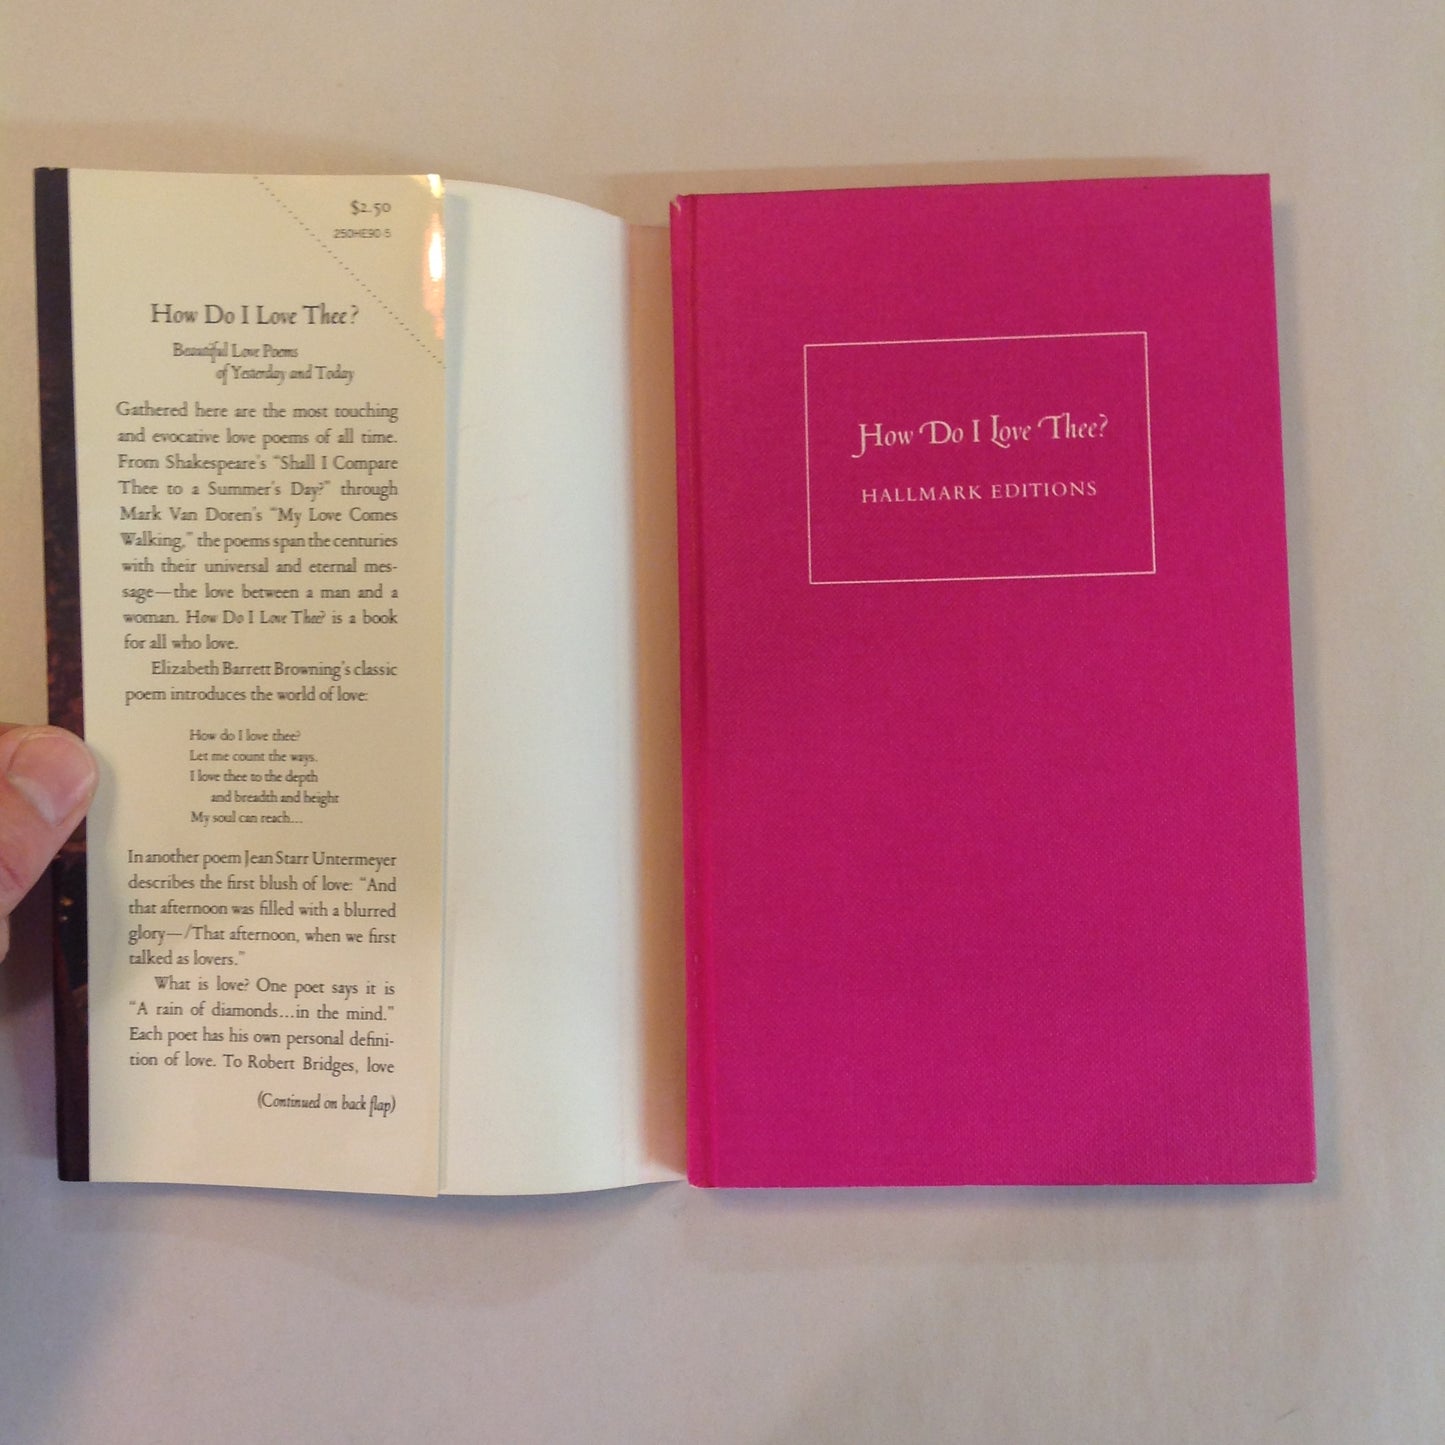 $2.50
250HE90-5
How Do I Love Thee?
Beautiful Love Poems
of Yesterday and Today
Gathered here are the most touching
and evocative love poems of all time.
From Shakespeare's "Shall I Compare
Thee to a Summer's Day?" through
Mark Van Doren's "My Love Comes
Walking," the poems span the centuries
with their universal and eternal mes-
sage—the love between a man and a
woman. How Do I Love Thee? is a book
for all who love.
Elizabeth Barrett Browning's classic
poem introduces the world of love:
How do I love thee?
Let me count the ways.
I love thee to the depth
and breadth and height
My soul can reach...
In another poem Jean Starr Untermeyer
describes the first blush of love: "And
that afternoon was filled with a blurred
glory—/That afternoon, when we first
talked as lovers."
What is love? One poet says it is
"A rain of diamonds...in the mind."
Each poet has his own personal defini-
tion of love. To Robert Bridges, love
(Continued on back flap)
How Do I Love Thee?
HALLMARK EDITIONS